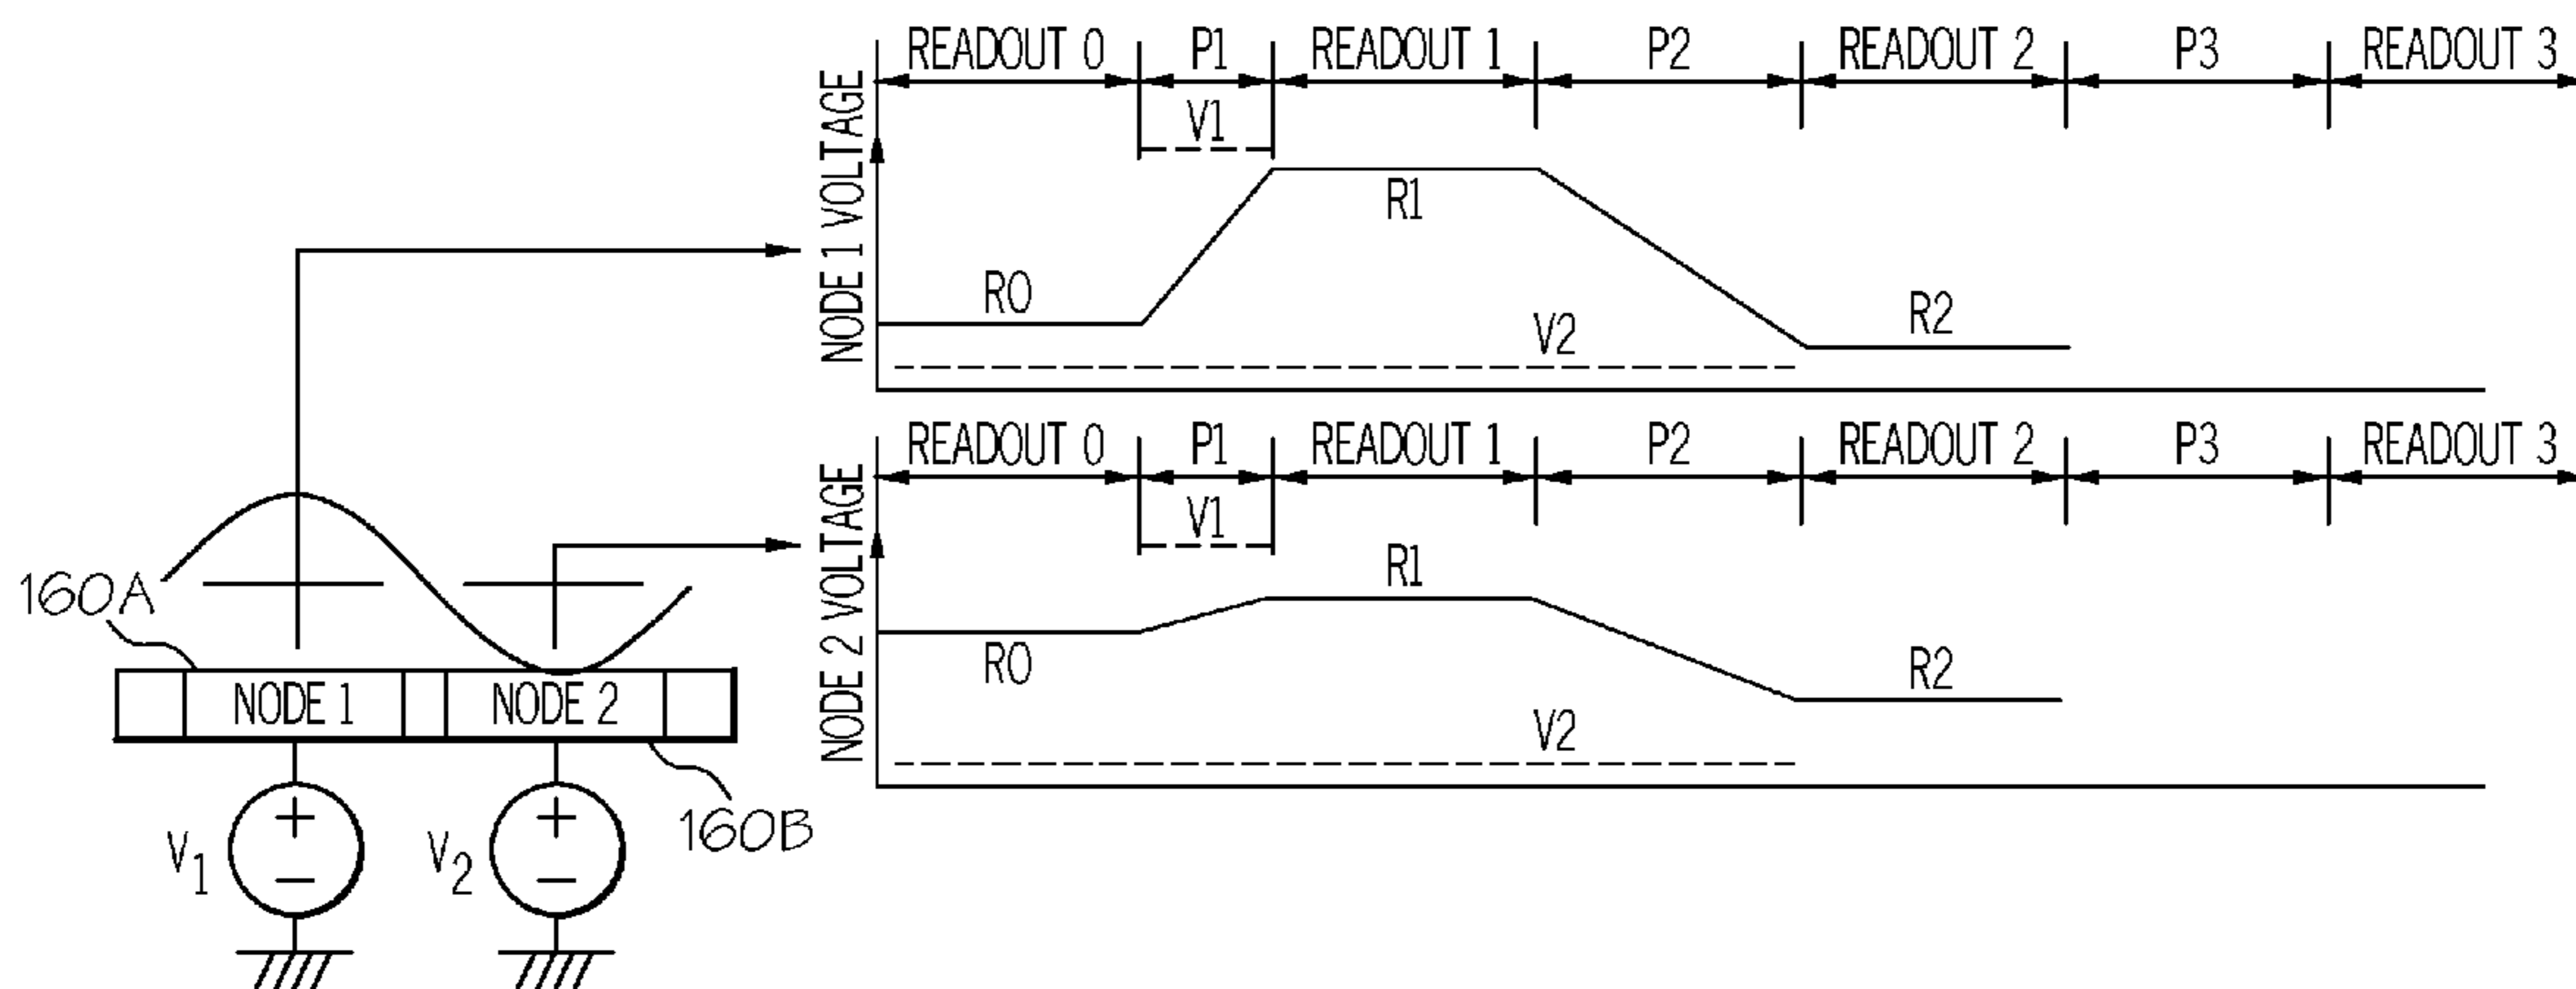 READOUT 0 P1 READOUT 1 P2 READOUT 2 P3 READOUT 3
V1
NODE 1 VOLTAGE
R1
R0
V2
R2
READOUT 0 P1 READOUT 1 P2 READOUT 2 P3 READOUT 3
V1
NODE 2 VOLTAGE
R1
R0
R2
V2
160A
NODE 1 NODE 2
160B
+ +
V1 V2
− −